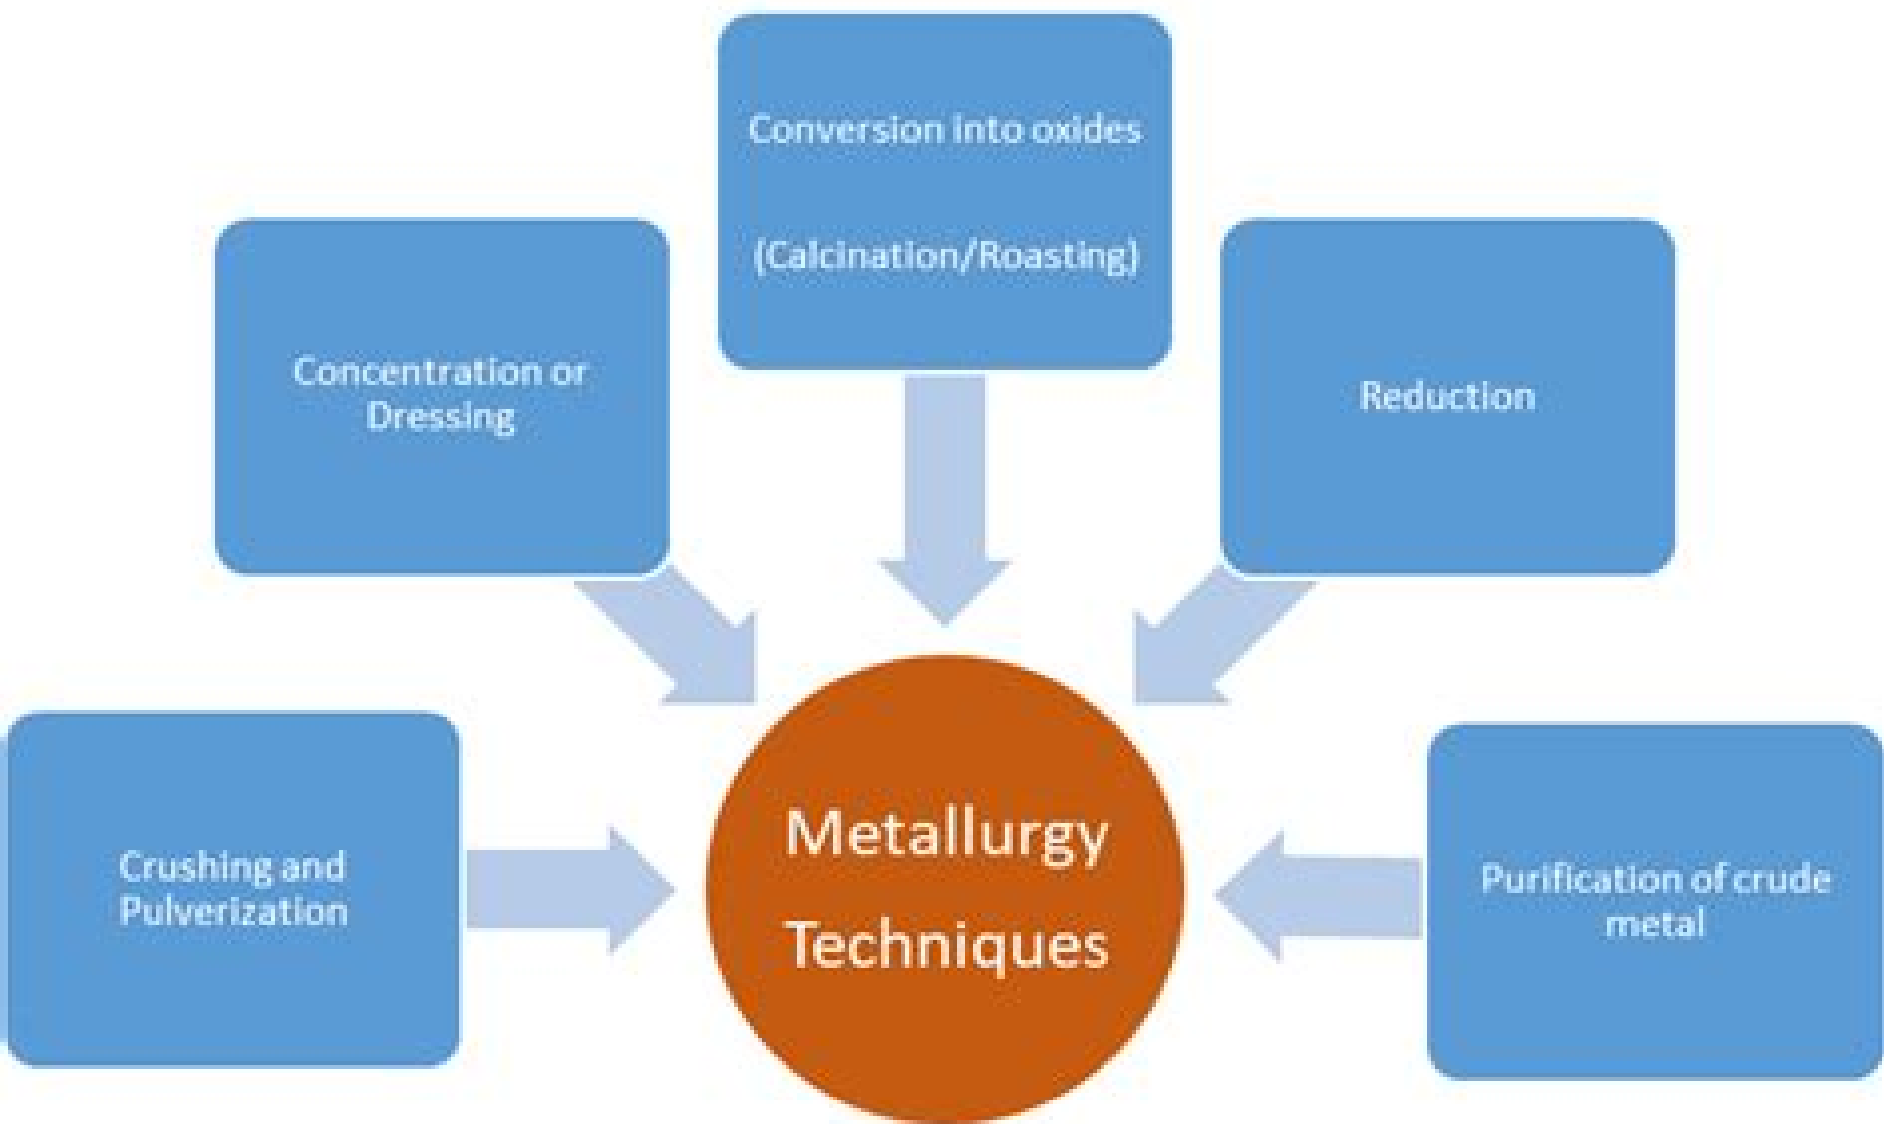 Conversion into oxides
(Calcination/Roasting)
Concentration or
Dressing
Reduction
Crushing and
Pulverization
Metallurgy
Techniques
Purification of crude
metal